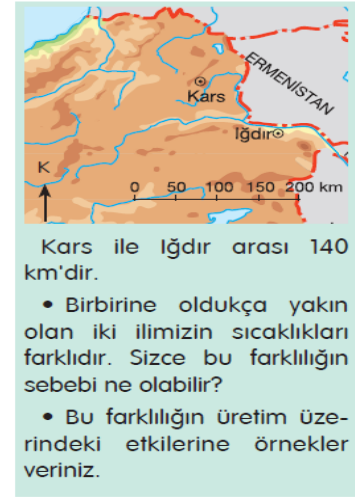 ERMENİSTAN
Kars
Iğdır
K
0 50 100 150 200 km
Kars ile Iğdır arası 140
km'dir.
• Birbirine oldukça yakın
olan iki ilimizin sıcaklıkları
farklıdır. Sizce bu farklılığın
sebebi ne olabilir?
• Bu farklılığın üretim üze-
rindeki etkilerine örnekler
veriniz.